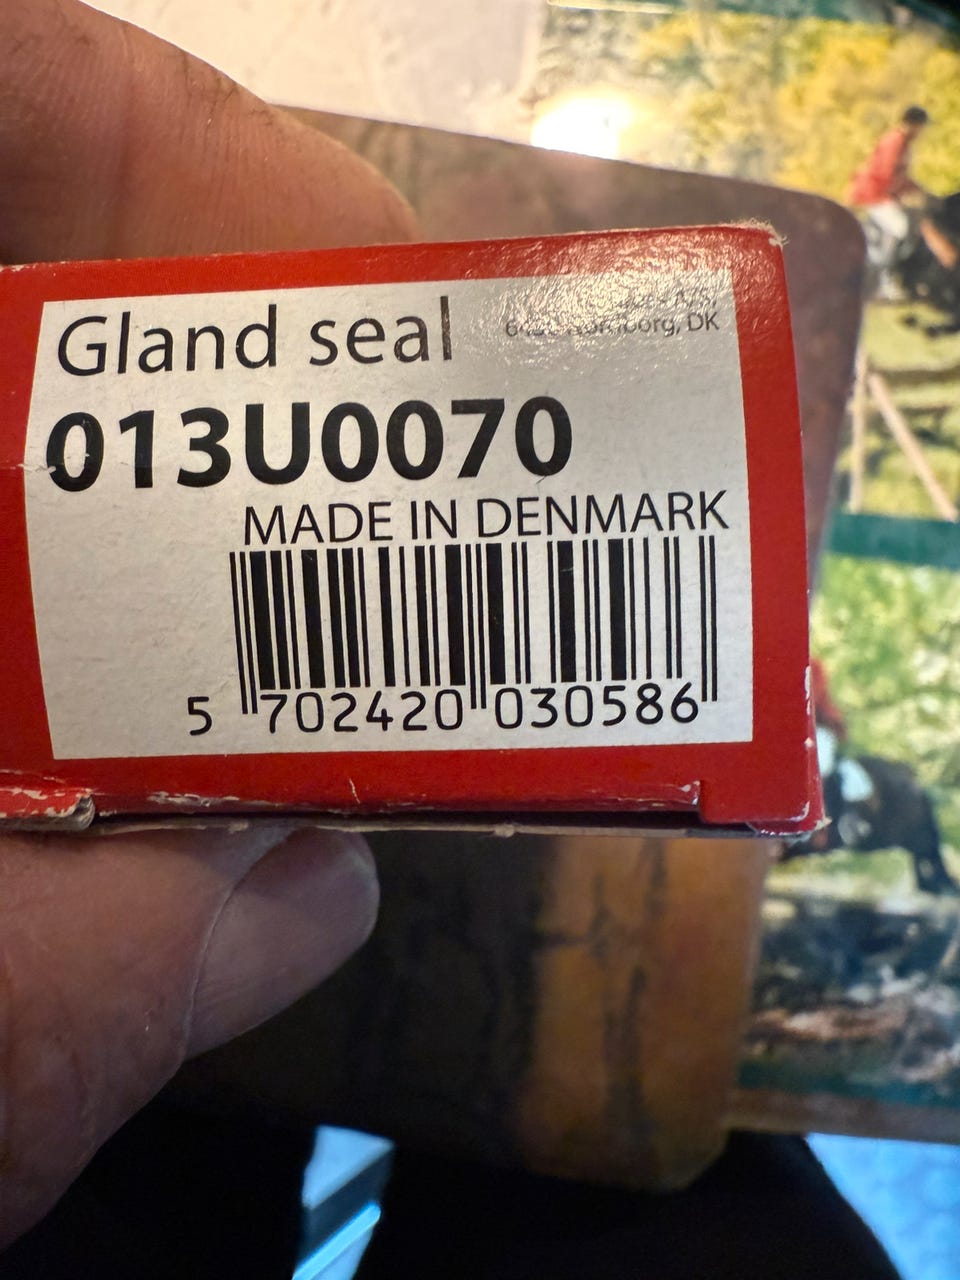 Gland seal
A/S,
DK
013U0070
MADE IN DENMARK
5 702420 030586